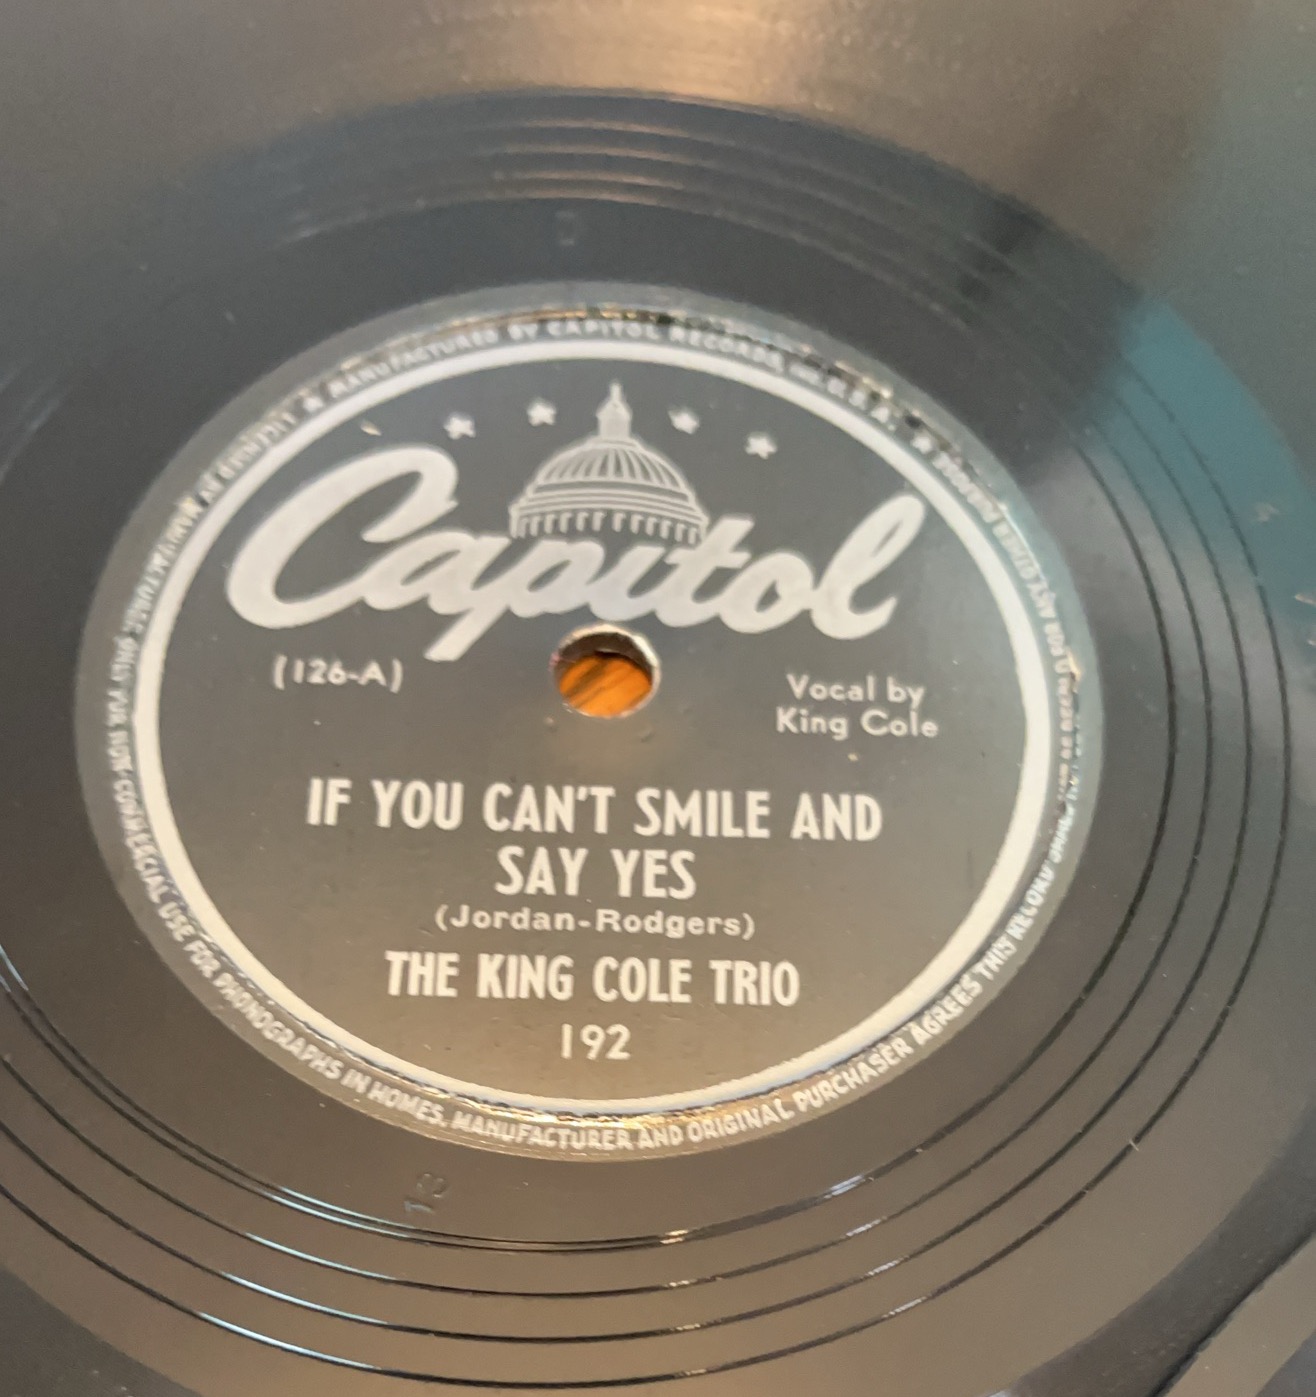 MANUFACTURED BY CAPITOL RECORDS, INC. U. S. A.
Capitol
(126-A)
Vocal by
King Cole
IF YOU CAN'T SMILE AND
SAY YES
(Jordan-Rodgers)
THE KING COLE TRIO
192
ONLY FOR NON-COMMERCIAL USE FOR PHONOGRAPHS IN HOMES. MANUFACTURER AND ORIGINAL PURCHASER AGREES THIS RECORD
13